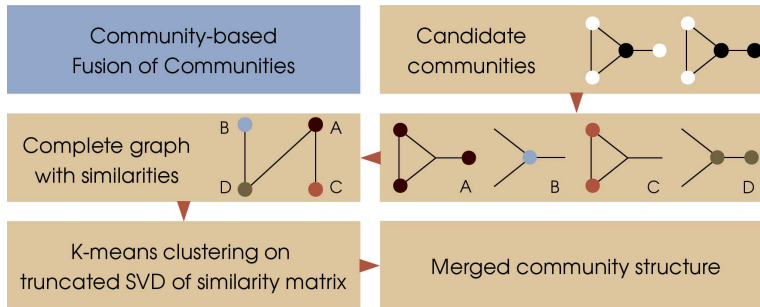 Community-based
Fusion of Communities
Candidate
communities
Complete graph
with similarities
B
A
D
C
A
B
C
D
K-means clustering on
truncated SVD of similarity matrix
Merged community structure